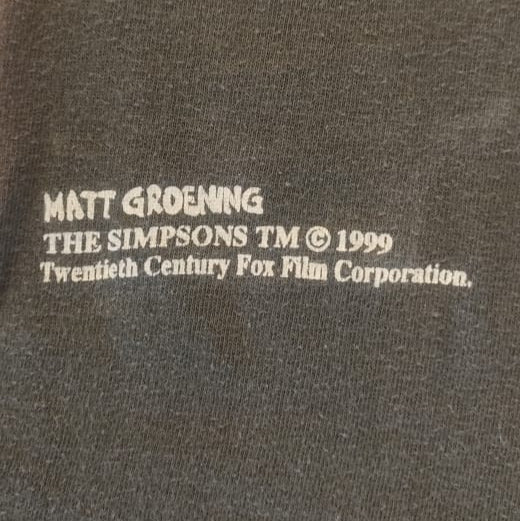 MATT GROENING
THE SIMPSONS TM © 1999
Twentieth Century Fox Film Corporation.